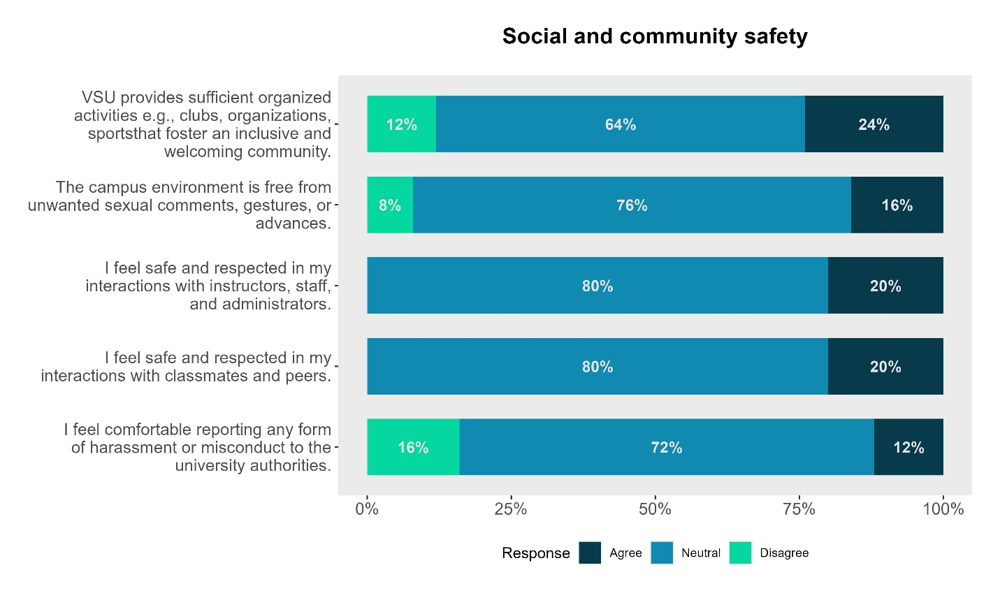 Social and community safety
VSU provides sufficient organized
activities e.g., clubs, organizations,
sportsthat foster an inclusive and
welcoming community.
12%
64%
24%
The campus environment is free from
unwanted sexual comments, gestures, or
advances.
8%
76%
16%
I feel safe and respected in my
interactions with instructors, staff,
and administrators.
80%
20%
I feel safe and respected in my
interactions with classmates and peers.
80%
20%
I feel comfortable reporting any form
of harassment or misconduct to the
university authorities.
16%
72%
12%
0% 25% 50% 75% 100%
Response Agree Neutral Disagree